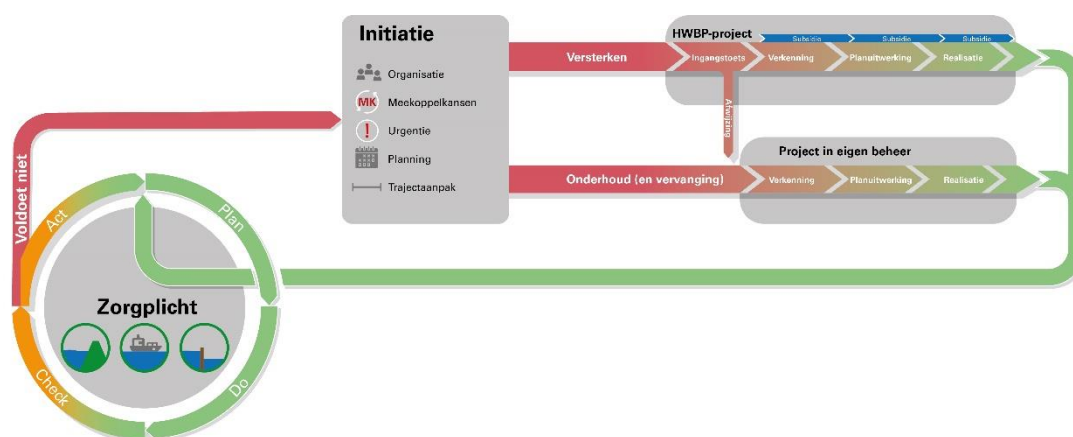 Initiatie
Organisatie
MK
Meekoppelkansen
!
Urgentie
Planning
Trajectaanpak
HWBP-project
Subsidie
Subsidie
Subsidie
Versterken
Ingangstoets
Verkenning
Planuitwerking
Realisatie
Afwijzing
Project in eigen beheer
Onderhoud (en vervanging)
Verkenning
Planuitwerking
Realisatie
Voldoet niet
Act
Plan
Zorgplicht
Check
Do